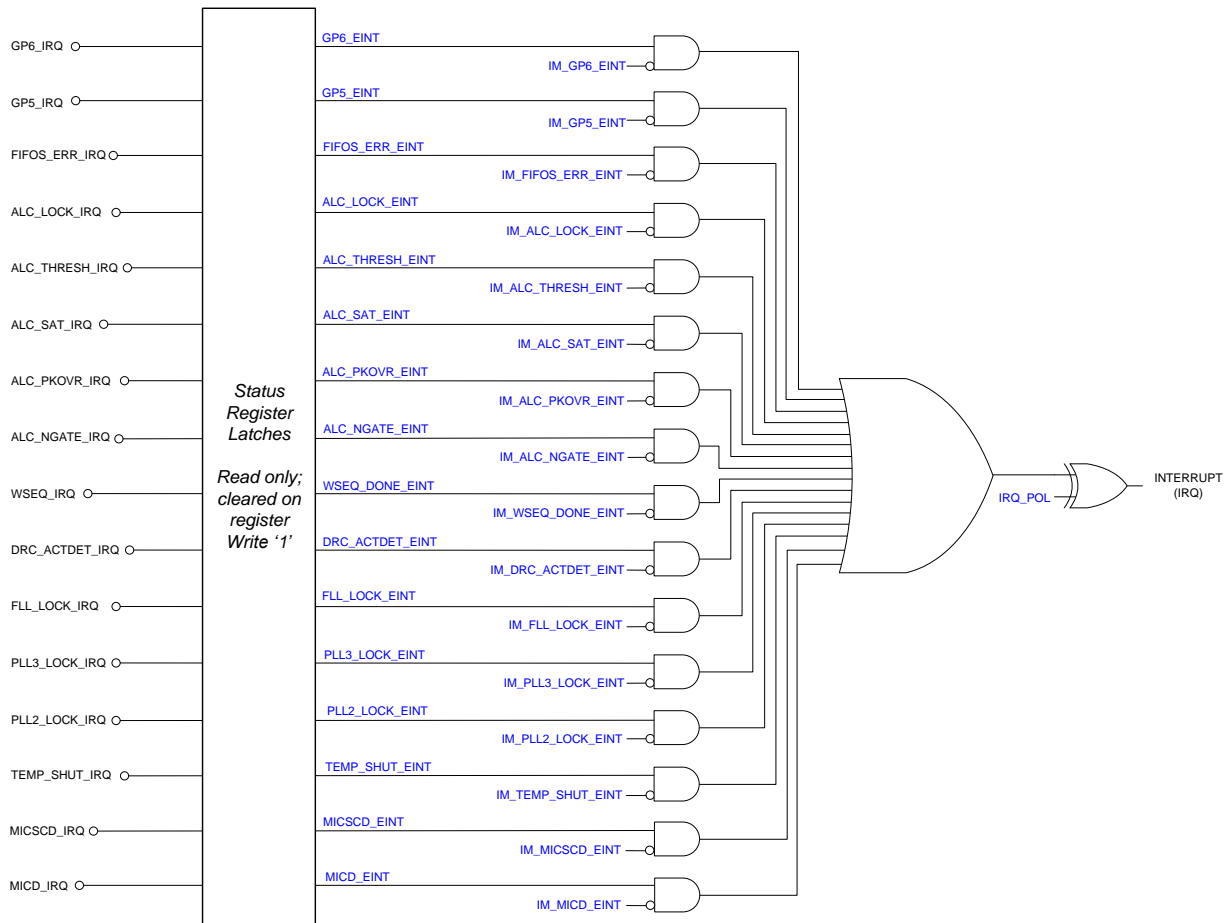 GP6_IRQ
GP6_EINT
IM_GP6_EINT
GP5_IRQ
GP5_EINT
IM_GP5_EINT
FIFOS_ERR_IRQ
FIFOS_ERR_EINT
IM_FIFOS_ERR_EINT
ALC_LOCK_IRQ
ALC_LOCK_EINT
IM_ALC_LOCK_EINT
ALC_THRESH_IRQ
ALC_THRESH_EINT
IM_ALC_THRESH_EINT
ALC_SAT_IRQ
ALC_SAT_EINT
IM_ALC_SAT_EINT
ALC_PKOVR_IRQ
ALC_PKOVR_EINT
IM_ALC_PKOVR_EINT
ALC_NGATE_IRQ
ALC_NGATE_EINT
IM_ALC_NGATE_EINT
WSEQ_IRQ
WSEQ_DONE_EINT
IM_WSEQ_DONE_EINT
DRC_ACTDET_IRQ
DRC_ACTDET_EINT
IM_DRC_ACTDET_EINT
FLL_LOCK_IRQ
FLL_LOCK_EINT
IM_FLL_LOCK_EINT
PLL3_LOCK_IRQ
PLL3_LOCK_EINT
IM_PLL3_LOCK_EINT
PLL2_LOCK_IRQ
PLL2_LOCK_EINT
IM_PLL2_LOCK_EINT
TEMP_SHUT_IRQ
TEMP_SHUT_EINT
IM_TEMP_SHUT_EINT
MICSCD_IRQ
MICSCD_EINT
IM_MICSCD_EINT
MICD_IRQ
MICD_EINT
IM_MICD_EINT
Status
Register
Latches
Read only;
cleared on
register
Write ‘1’
IRQ_POL
INTERRUPT
(IRQ)